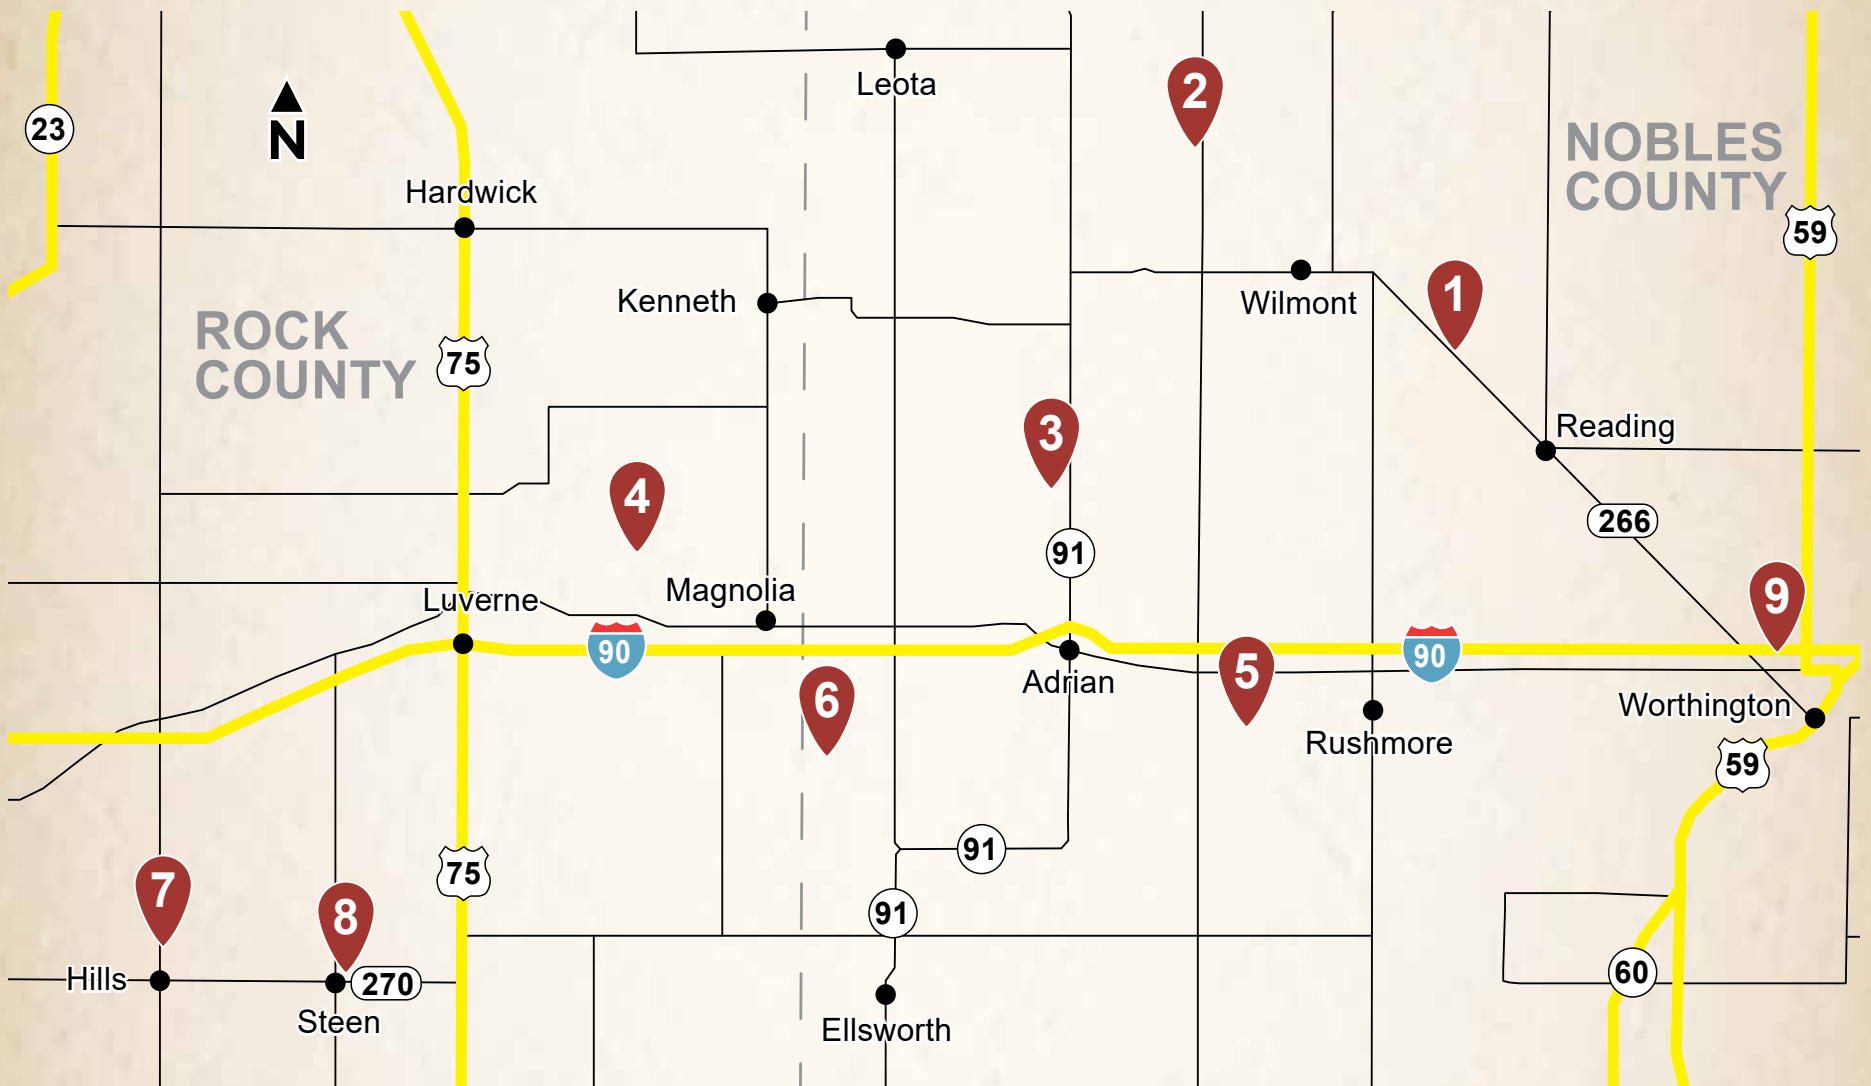 Leota
2
23
N
NOBLES
COUNTY
Hardwick
59
Kenneth
Wilmont
1
ROCK
COUNTY
75
3
Reading
4
266
91
Magnolia
Luverne
9
90
90
5
Adrian
6
Worthington
Rushmore
59
91
75
7
8
91
Hills
270
60
Steen
Ellsworth